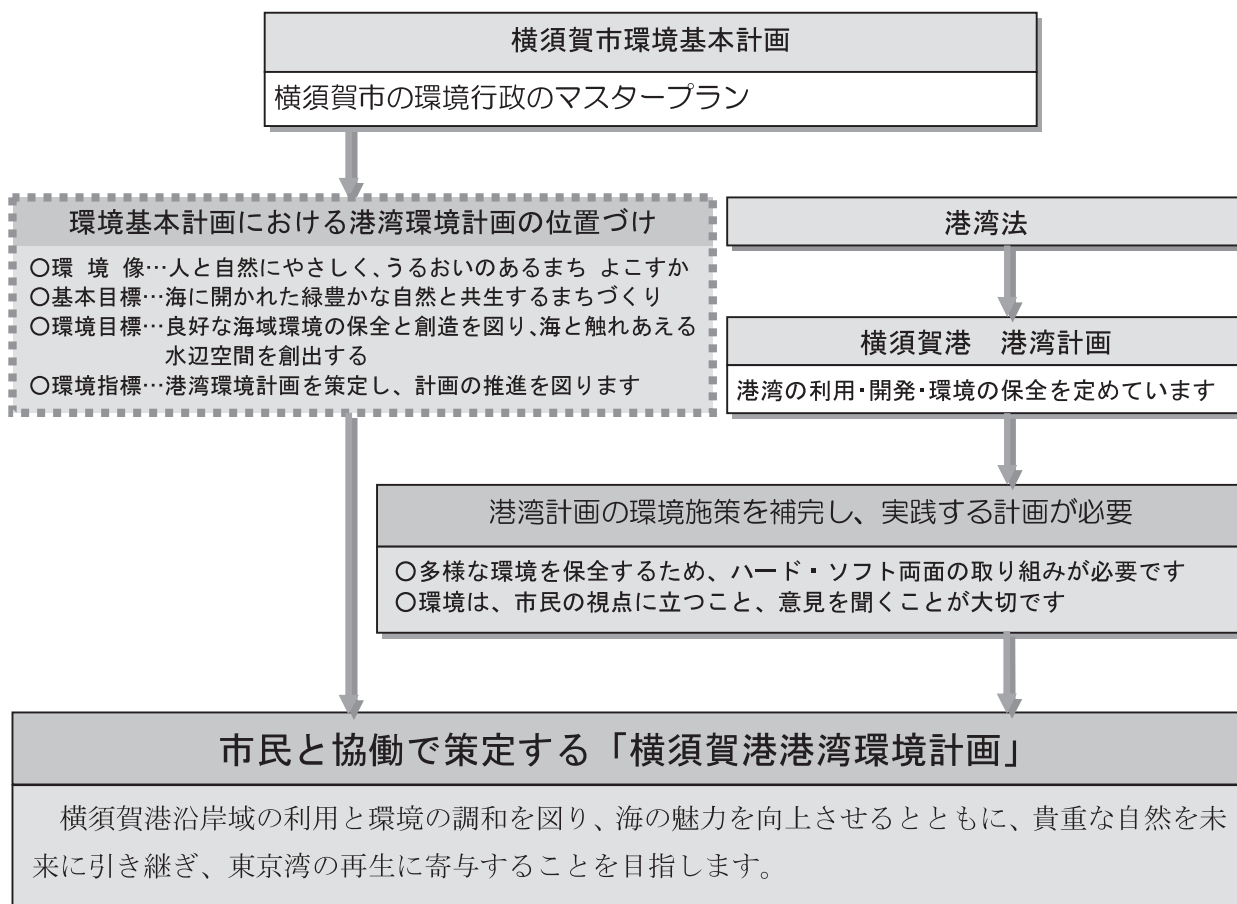 横須賀市環境基本計画
横須賀市の環境行政のマスタープラン
環境基本計画における港湾環境計画の位置づけ
○環 境 像…人と自然にやさしく、うるおいのあるまち よこすか
○基本目標…海に開かれた緑豊かな自然と共生するまちづくり
○環境目標…良好な海域環境の保全と創造を図り、海と触れあえる
水辺空間を創出する
○環境指標…港湾環境計画を策定し、計画の推進を図ります
港湾法
横須賀港　港湾計画
港湾の利用・開発・環境の保全を定めています
港湾計画の環境施策を補完し、実践する計画が必要
○多様な環境を保全するため、ハード・ソフト両面の取り組みが必要です
○環境は、市民の視点に立つこと、意見を聞くことが大切です
市民と協働で策定する「横須賀港港湾環境計画」
横須賀港沿岸域の利用と環境の調和を図り、海の魅力を向上させるとともに、貴重な自然を未
来に引き継ぎ、東京湾の再生に寄与することを目指します。